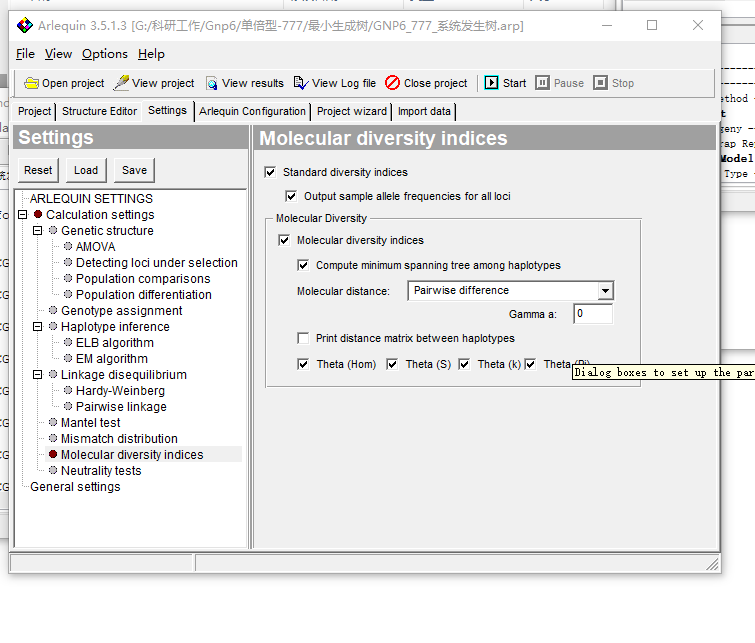 Arlequin 3.5.1.3 [G:/科研工作/Gnp6/单倍型-777/最小生成树/GNP6_777_系统发生树.arp]
File View Options Help
Open project View project View results View Log file Close project Start Pause Stop
Project Structure Editor Settings Arlequin Configuration Project wizard Import data
Settings
Molecular diversity indices
Reset Load Save
Standard diversity indices
Output sample allele frequencies for all loci
Molecular Diversity
Molecular diversity indices
Compute minimum spanning tree among haplotypes
Molecular distance: Pairwise difference
Gamma a: 0
Print distance matrix between haplotypes
Theta (Hom) Theta (S) Theta (k) Theta (Pi)
Dialog boxes to set up the par
ARLEQUIN SETTINGS
Calculation settings
Genetic structure
AMOVA
Detecting loci under selection
Population comparisons
Population differentiation
Genotype assignment
Haplotype inference
ELB algorithm
EM algorithm
Linkage disequilibrium
Hardy-Weinberg
Pairwise linkage
Mantel test
Mismatch distribution
Molecular diversity indices
Neutrality tests
General settings
ethod
t
geny --
rap Rep
Model
Type
CG
CG
CG
CG
CG
CG